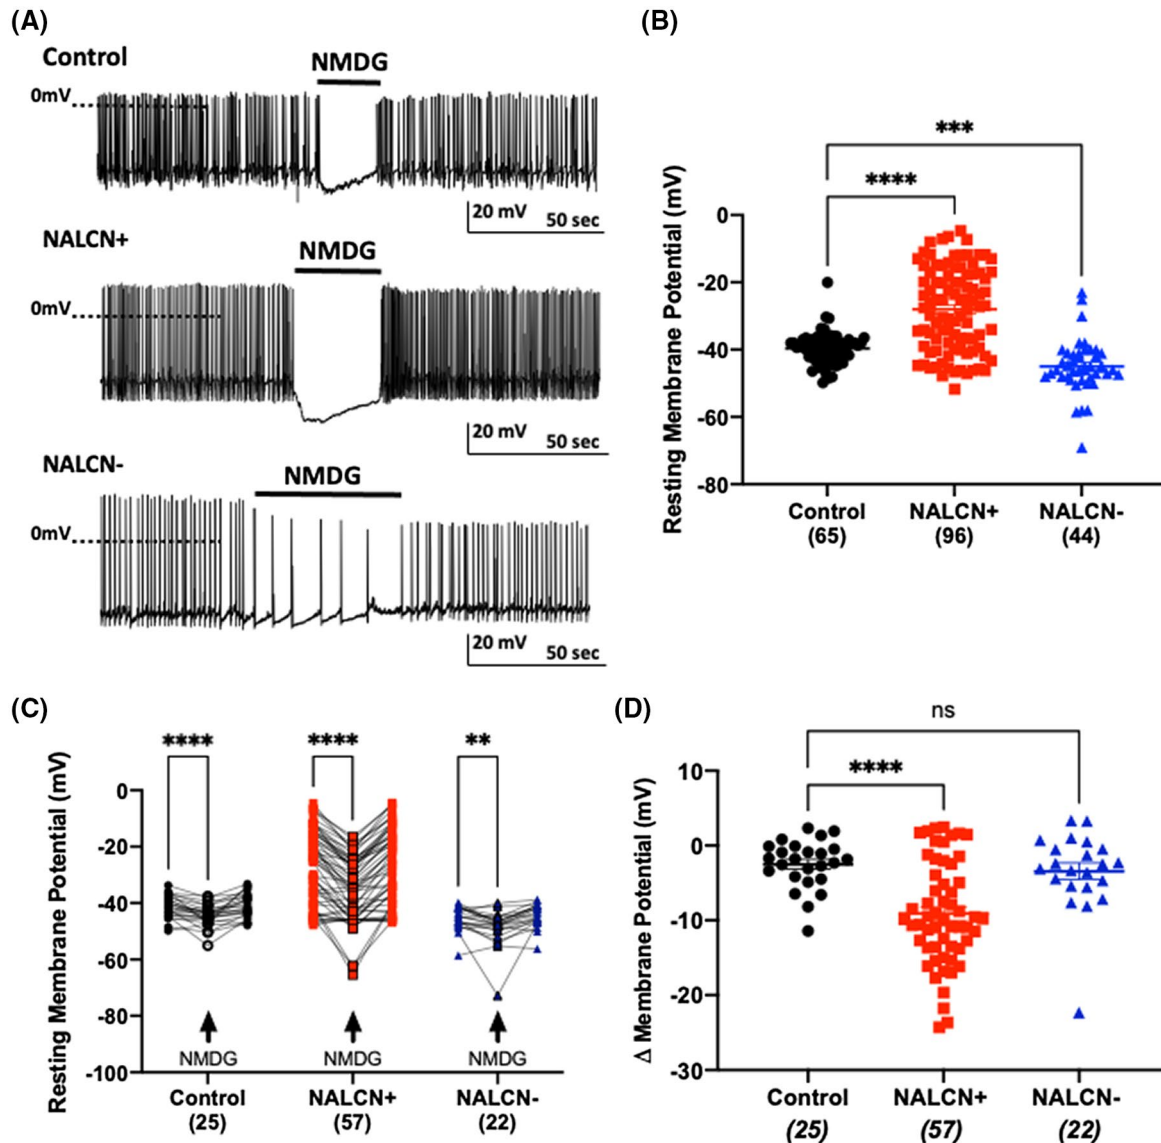 (A)
Control
NMDG
0mV
20 mV
50 sec
NALCN+
NMDG
0mV
20 mV
50 sec
NALCN-
NMDG
0mV
20 mV
50 sec
(B)
***
****
Resting Membrane Potential (mV)
0
-20
-40
-60
-80
Control
(65)
NALCN+
(96)
NALCN-
(44)
(C)
****
****
**
Resting Membrane Potential (mV)
0
-20
-40
-60
-80
-100
NMDG
NMDG
NMDG
Control
(25)
NALCN+
(57)
NALCN-
(22)
(D)
ns
****
Δ Membrane Potential (mV)
10
0
-10
-20
-30
Control
(25)
NALCN+
(57)
NALCN-
(22)